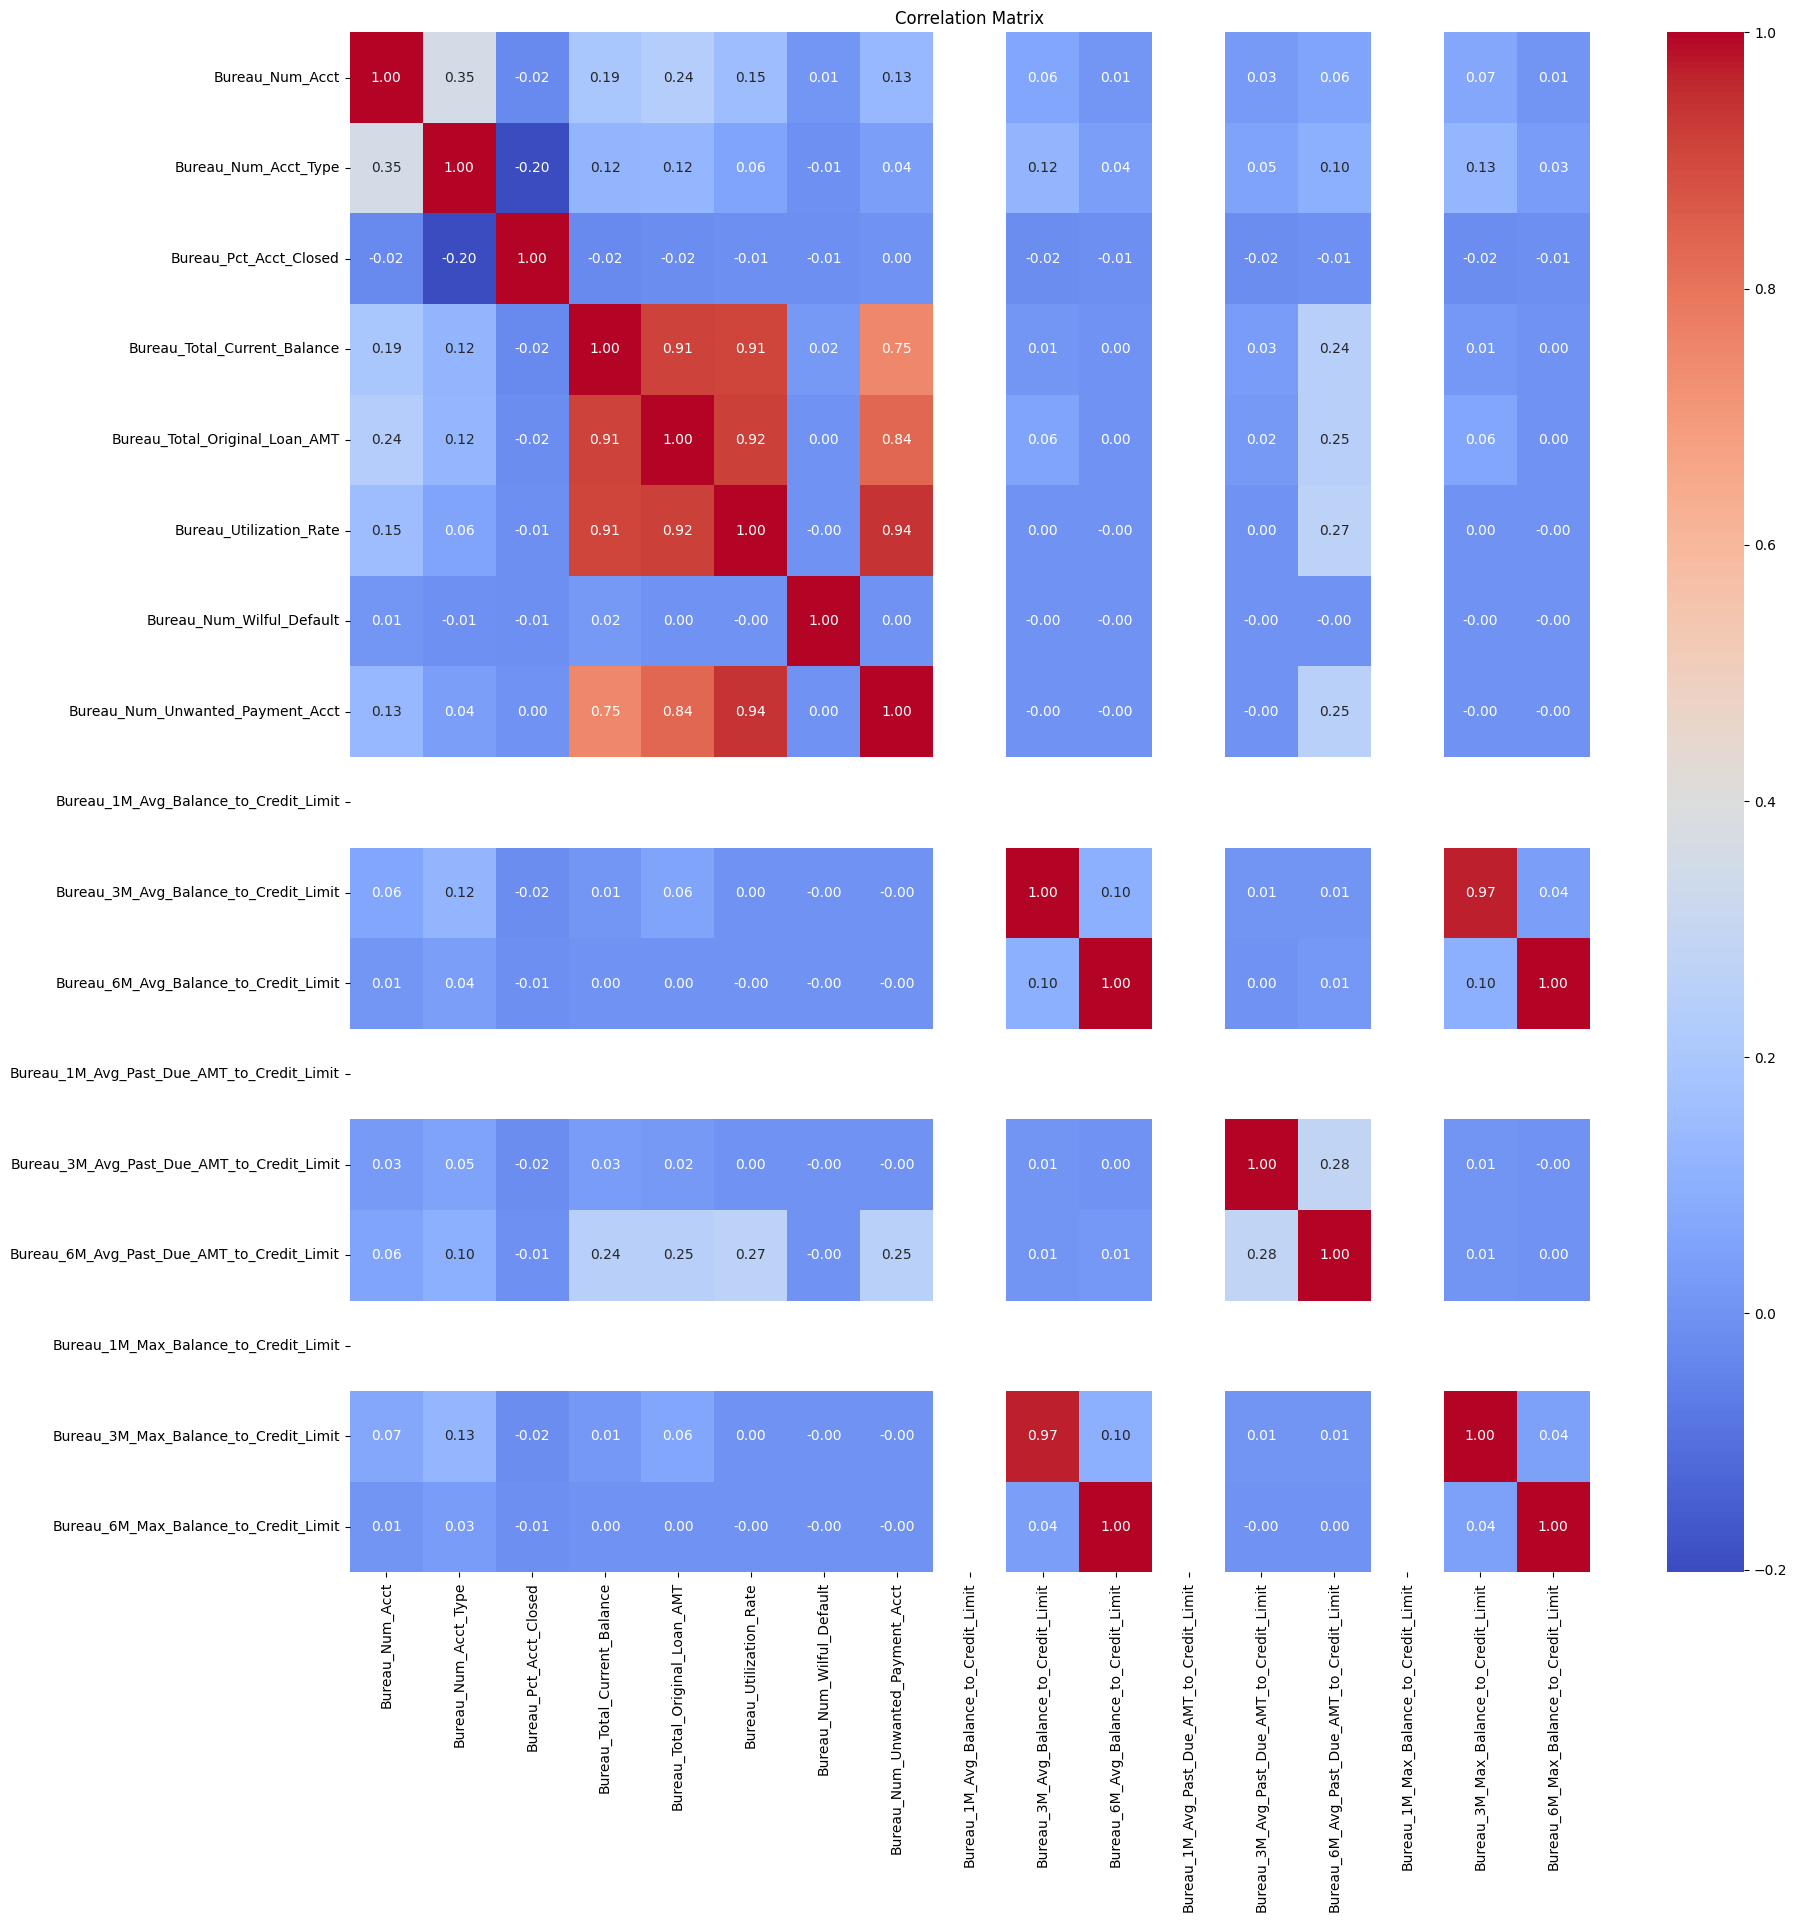 Correlation Matrix
Bureau_Num_Acct 1.00 0.35 -0.02 0.19 0.24 0.15 0.01 0.13 0.06 0.01 0.03 0.06 0.07 0.01
Bureau_Num_Acct_Type 0.35 1.00 -0.20 0.12 0.12 0.06 -0.01 0.04 0.12 0.04 0.05 0.10 0.13 0.03
Bureau_Pct_Acct_Closed -0.02 -0.20 1.00 -0.02 -0.02 -0.01 -0.01 0.00 -0.02 -0.01 -0.02 -0.01 -0.02 -0.01
Bureau_Total_Current_Balance 0.19 0.12 -0.02 1.00 0.91 0.91 0.02 0.75 0.01 0.00 0.03 0.24 0.01 0.00
Bureau_Total_Original_Loan_AMT 0.24 0.12 -0.02 0.91 1.00 0.92 0.00 0.84 0.06 0.00 0.02 0.25 0.06 0.00
Bureau_Utilization_Rate 0.15 0.06 -0.01 0.91 0.92 1.00 -0.00 0.94 0.00 -0.00 0.00 0.27 0.00 -0.00
Bureau_Num_Wilful_Default 0.01 -0.01 -0.01 0.02 0.00 -0.00 1.00 0.00 -0.00 -0.00 -0.00 -0.00 -0.00 -0.00
Bureau_Num_Unwanted_Payment_Acct 0.13 0.04 0.00 0.75 0.84 0.94 0.00 1.00 -0.00 -0.00 -0.00 0.25 -0.00 -0.00
Bureau_1M_Avg_Balance_to_Credit_Limit
Bureau_3M_Avg_Balance_to_Credit_Limit 0.06 0.12 -0.02 0.01 0.06 0.00 -0.00 -0.00 1.00 0.10 0.01 0.01 0.97 0.04
Bureau_6M_Avg_Balance_to_Credit_Limit 0.01 0.04 -0.01 0.00 0.00 -0.00 -0.00 -0.00 0.10 1.00 0.00 0.01 0.10 1.00
Bureau_1M_Avg_Past_Due_AMT_to_Credit_Limit
Bureau_3M_Avg_Past_Due_AMT_to_Credit_Limit 0.03 0.05 -0.02 0.03 0.02 0.00 -0.00 -0.00 0.01 0.00 1.00 0.28 0.01 -0.00
Bureau_6M_Avg_Past_Due_AMT_to_Credit_Limit 0.06 0.10 -0.01 0.24 0.25 0.27 -0.00 0.25 0.01 0.01 0.28 1.00 0.01 0.00
Bureau_1M_Max_Balance_to_Credit_Limit
Bureau_3M_Max_Balance_to_Credit_Limit 0.07 0.13 -0.02 0.01 0.06 0.00 -0.00 -0.00 0.97 0.10 0.01 0.01 1.00 0.04
Bureau_6M_Max_Balance_to_Credit_Limit 0.01 0.03 -0.01 0.00 0.00 -0.00 -0.00 -0.00 0.04 1.00 -0.00 0.00 0.04 1.00
Bureau_Num_Acct
Bureau_Num_Acct_Type
Bureau_Pct_Acct_Closed
Bureau_Total_Current_Balance
Bureau_Total_Original_Loan_AMT
Bureau_Utilization_Rate
Bureau_Num_Wilful_Default
Bureau_Num_Unwanted_Payment_Acct
Bureau_1M_Avg_Balance_to_Credit_Limit
Bureau_3M_Avg_Balance_to_Credit_Limit
Bureau_6M_Avg_Balance_to_Credit_Limit
Bureau_1M_Avg_Past_Due_AMT_to_Credit_Limit
Bureau_3M_Avg_Past_Due_AMT_to_Credit_Limit
Bureau_6M_Avg_Past_Due_AMT_to_Credit_Limit
Bureau_1M_Max_Balance_to_Credit_Limit
Bureau_3M_Max_Balance_to_Credit_Limit
Bureau_6M_Max_Balance_to_Credit_Limit
1.0
0.8
0.6
0.4
0.2
0.0
−0.2